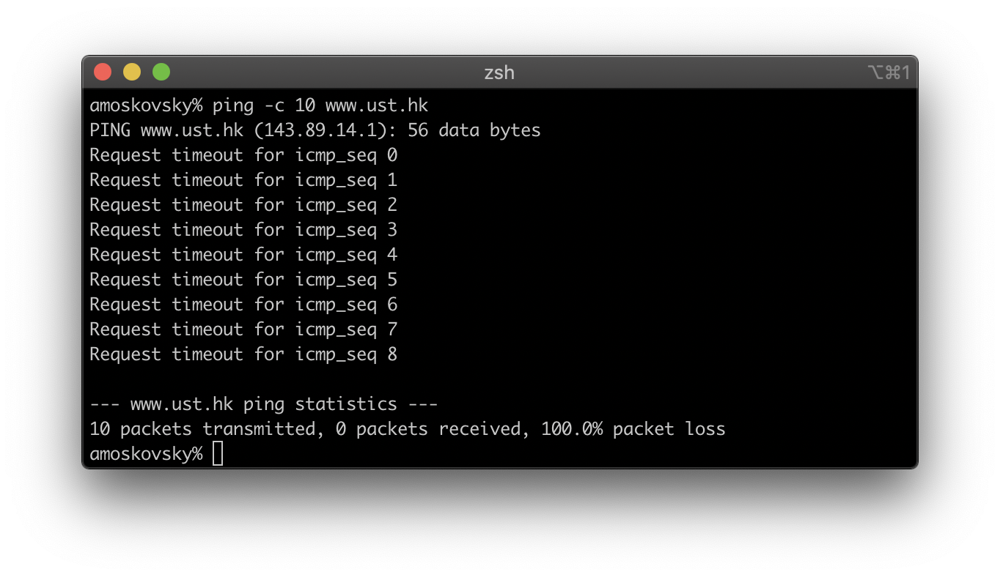 zsh
⌥⌘1
amoskovsky% ping -c 10 www.ust.hk
PING www.ust.hk (143.89.14.1): 56 data bytes
Request timeout for icmp_seq 0
Request timeout for icmp_seq 1
Request timeout for icmp_seq 2
Request timeout for icmp_seq 3
Request timeout for icmp_seq 4
Request timeout for icmp_seq 5
Request timeout for icmp_seq 6
Request timeout for icmp_seq 7
Request timeout for icmp_seq 8
--- www.ust.hk ping statistics ---
10 packets transmitted, 0 packets received, 100.0% packet loss
amoskovsky%